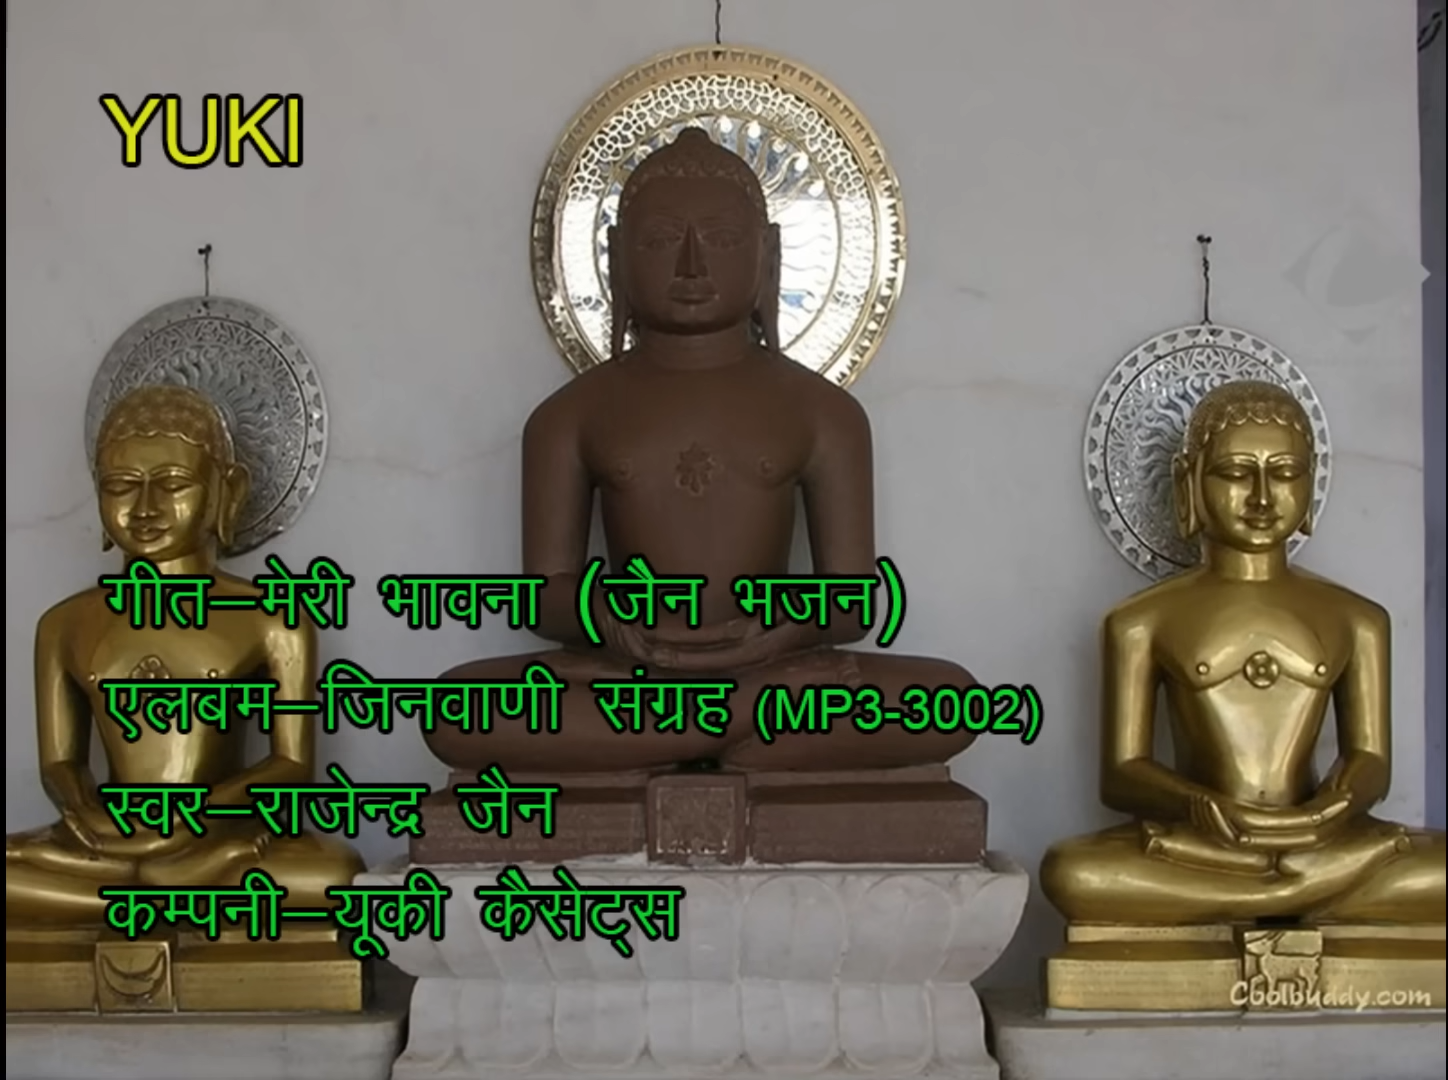 YUKI
गीत–मेरी भावना (जैन भजन)
एलबम–जिनवाणी संग्रह (MP3-3002)
स्वर–राजेन्द्र जैन
कम्पनी–यूकी कैसेट्स
Coolbuddy.com